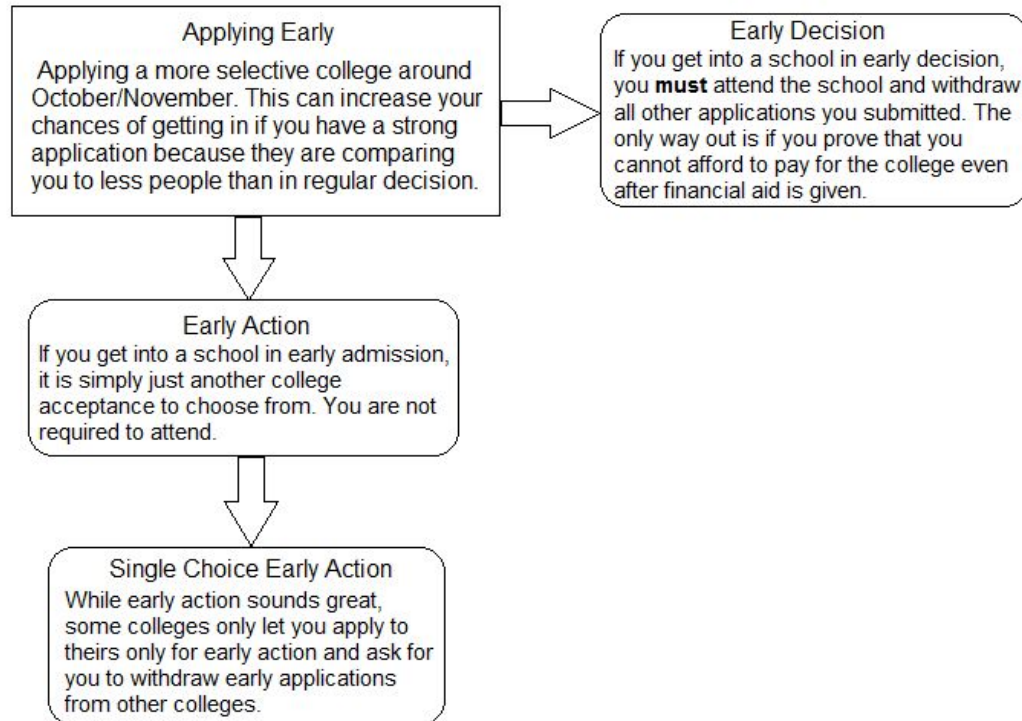 Applying Early
Applying a more selective college around
October/November. This can increase your
chances of getting in if you have a strong
application because they are comparing
you to less people than in regular decision.
Early Decision
If you get into a school in early decision,
you must attend the school and withdraw
all other applications you submitted. The
only way out is if you prove that you
cannot afford to pay for the college even
after financial aid is given.
Early Action
If you get into a school in early admission,
it is simply just another college
acceptance to choose from. You are not
required to attend.
Single Choice Early Action
While early action sounds great,
some colleges only let you apply to
theirs only for early action and ask for
you to withdraw early applications
from other colleges.